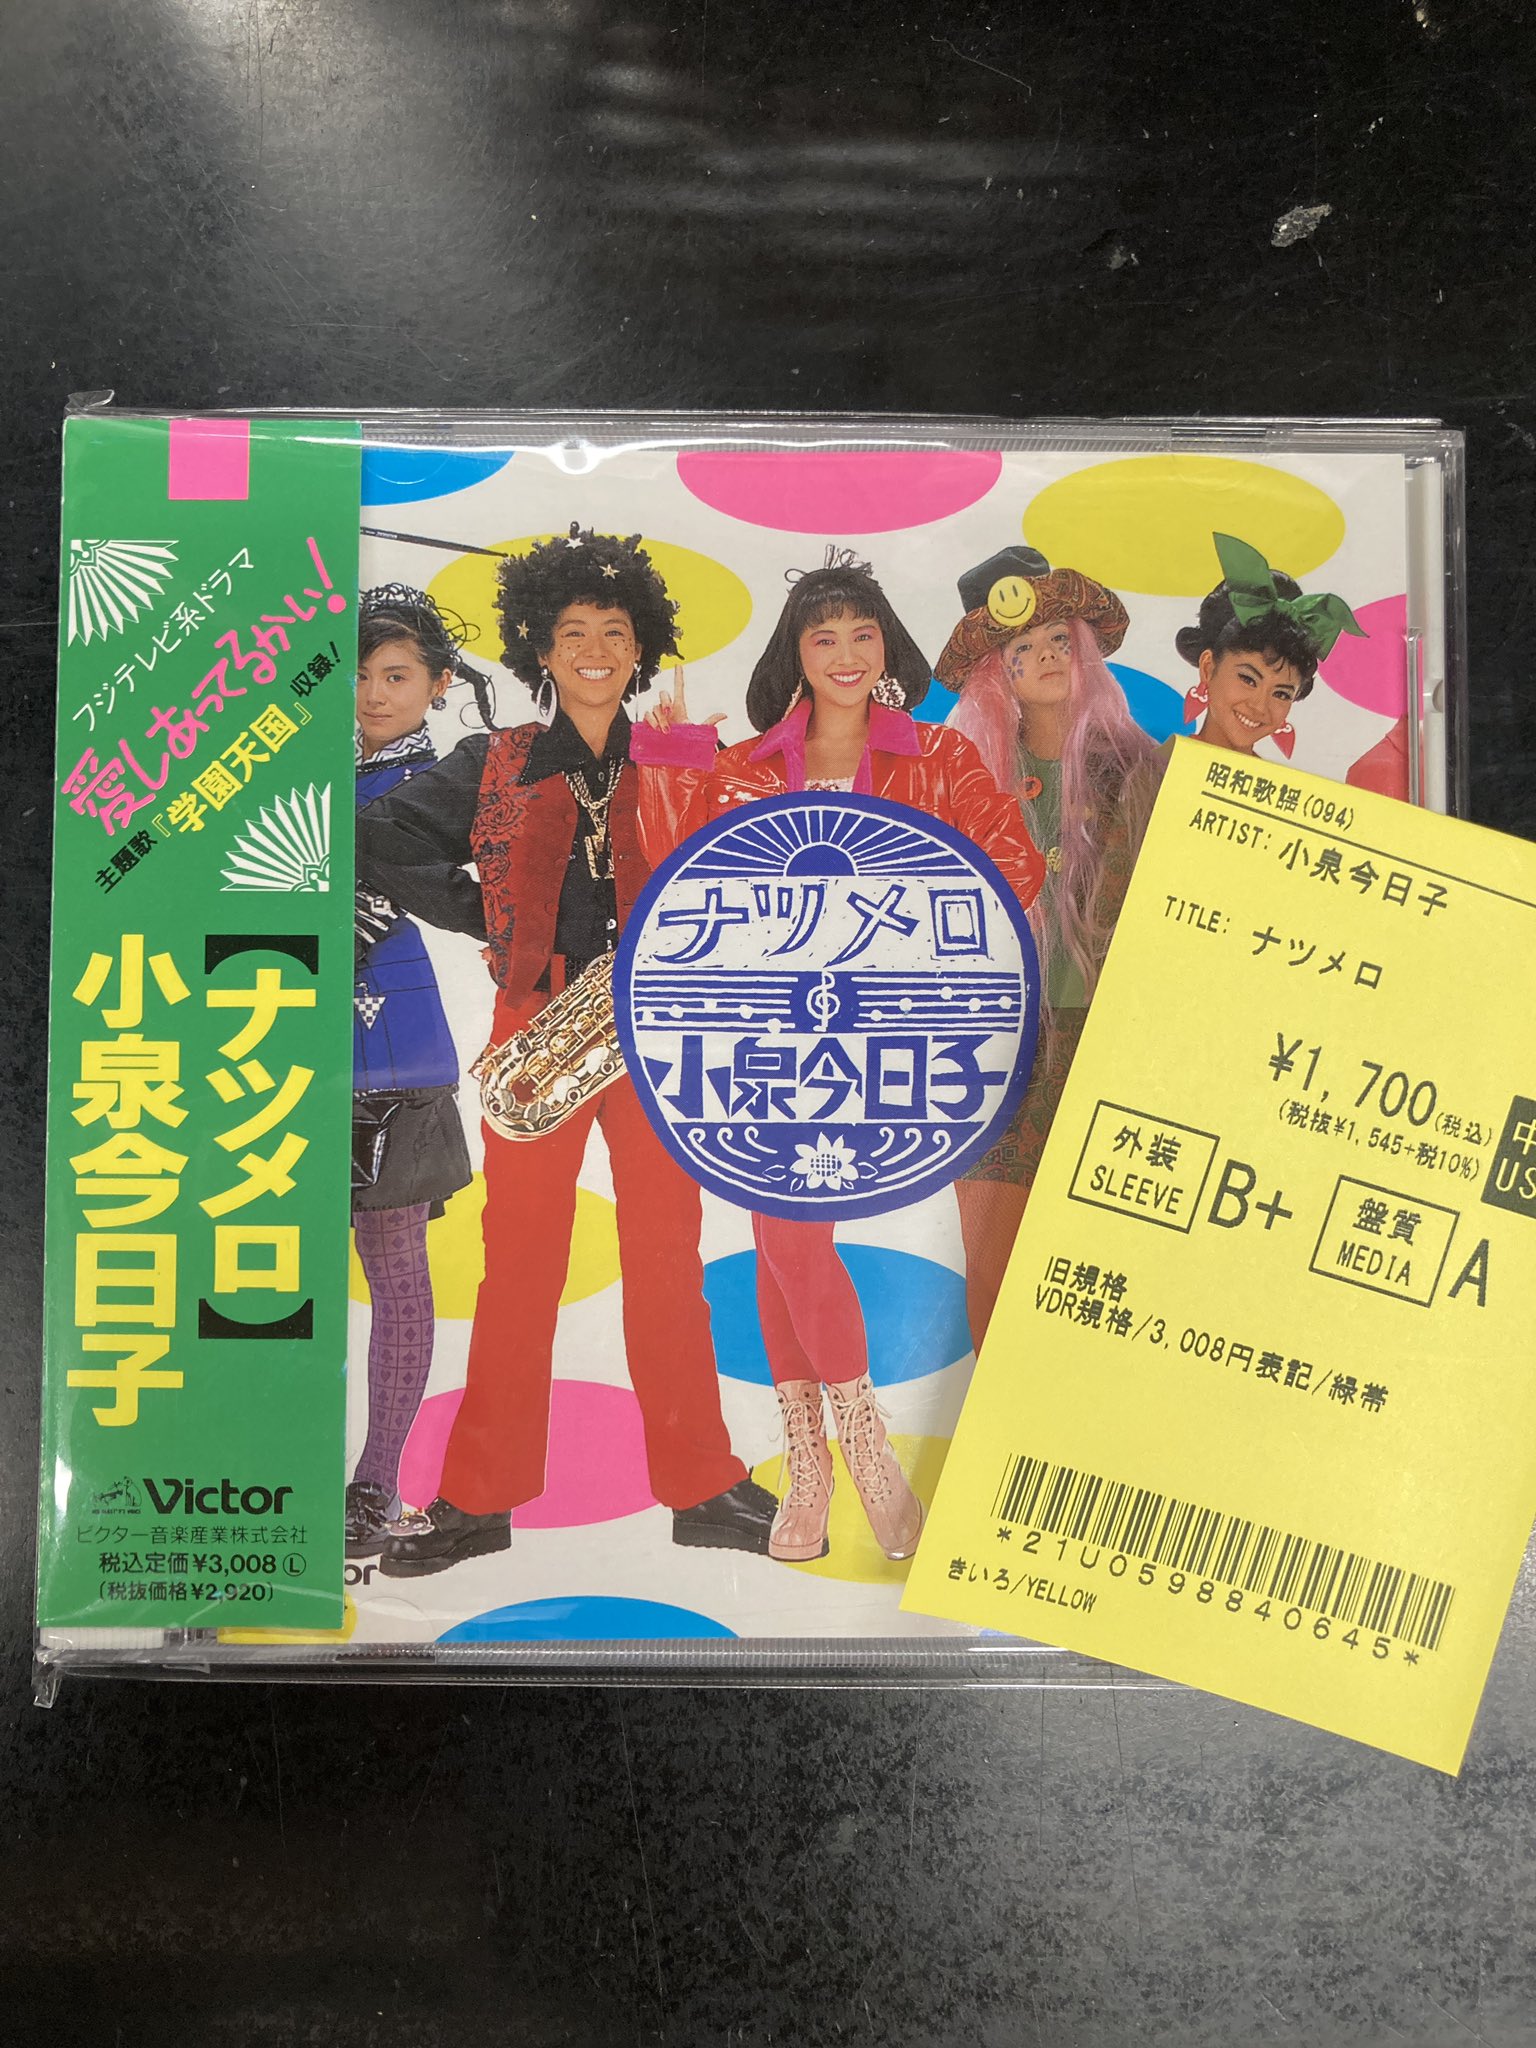 フジテレビ系ドラマ
愛しあってるかい!
主題歌『学園天国』収録!
【ナツメロ】
小泉今日子
Victor
ビクター音楽産業株式会社
税込定価¥3,008Ⓛ
(税抜価格¥2,920)
ナツメロ
小泉今日子
昭和歌謡(094)
ARTIST: 小泉今日子
TITLE: ナツメロ
¥1,700(税込)
(税抜¥1,545+税10%)
中
US
外装
SLEEVE
B+
盤質
MEDIA
A
旧規格
VDR規格/3,008円表記/緑帯
*21U0598840645*
きいろ/YELLOW